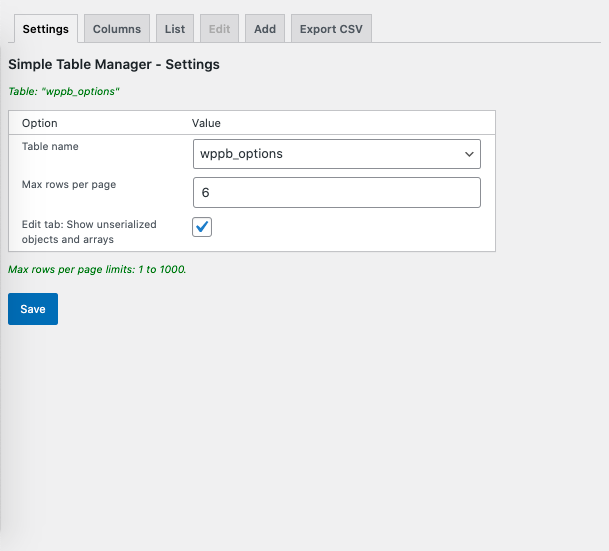 Settings Columns List Edit Add Export CSV
Simple Table Manager - Settings
Table: "wppb_options"
Option Value
Table name wppb_options
Max rows per page 6
Edit tab: Show unserialized
objects and arrays
Max rows per page limits: 1 to 1000.
Save